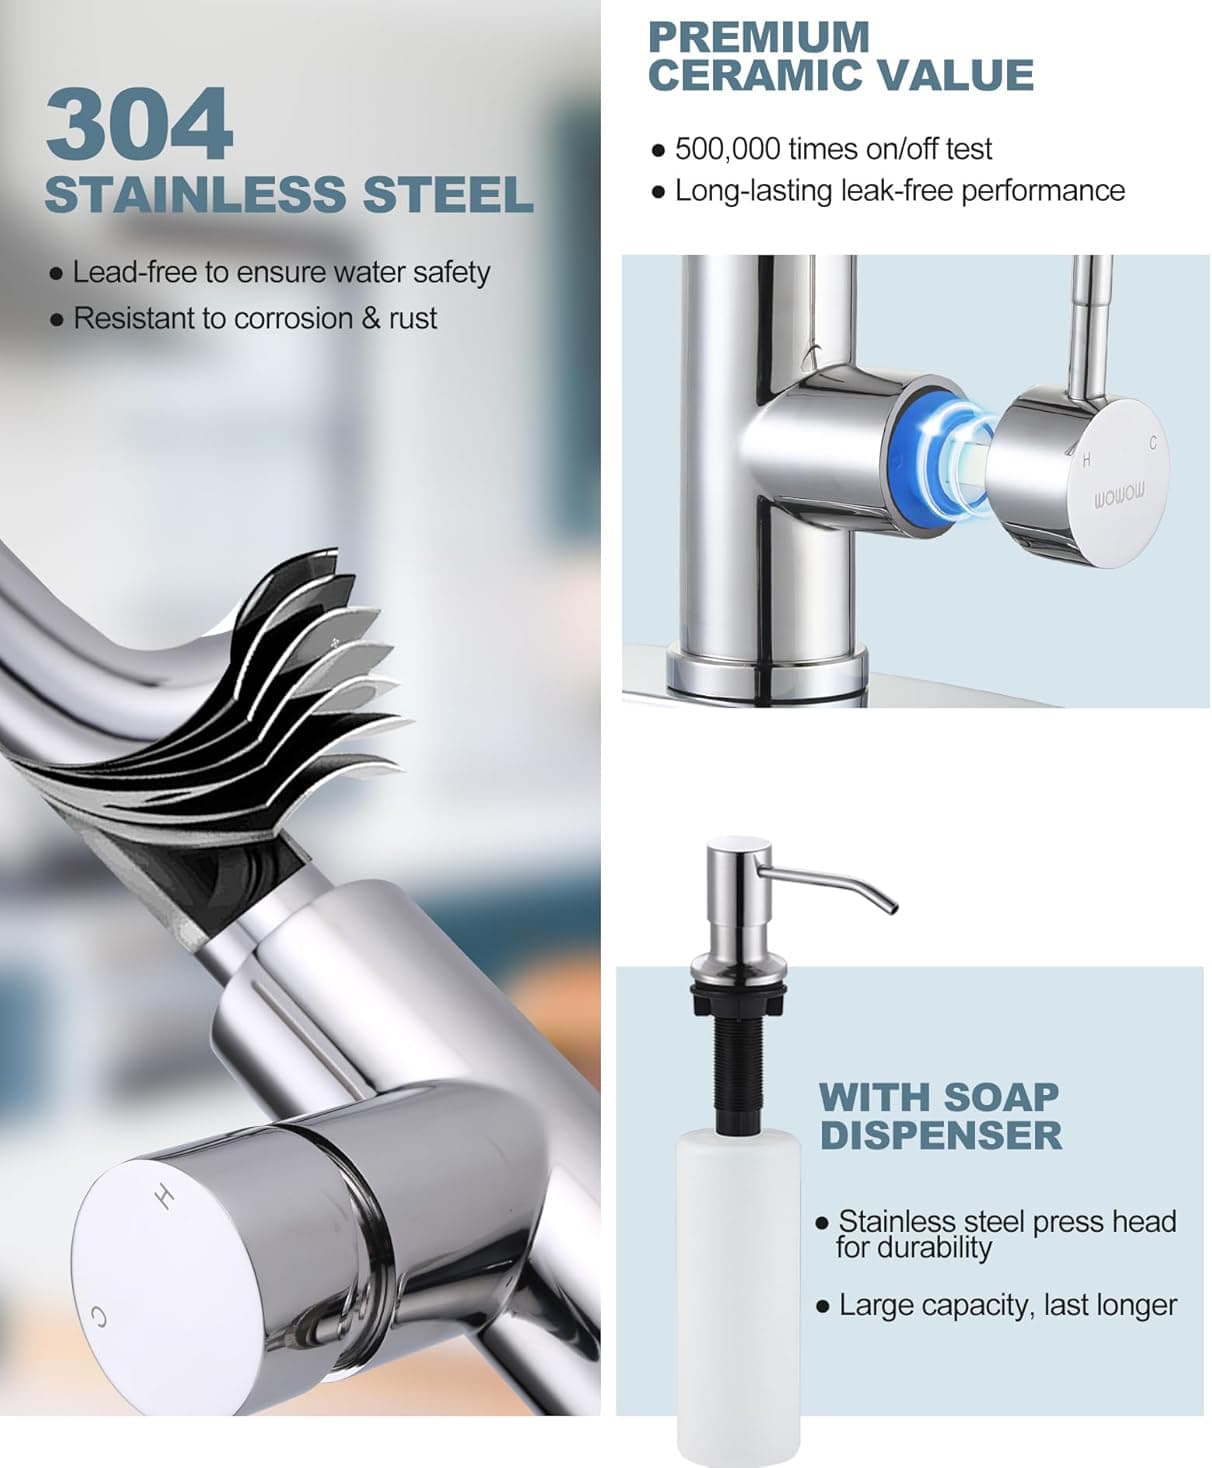 304
STAINLESS STEEL
● Lead-free to ensure water safety
● Resistant to corrosion & rust
H
C
PREMIUM
CERAMIC VALUE
● 500,000 times on/off test
● Long-lasting leak-free performance
H C
WOWOW
WITH SOAP
DISPENSER
● Stainless steel press head
for durability
● Large capacity, last longer